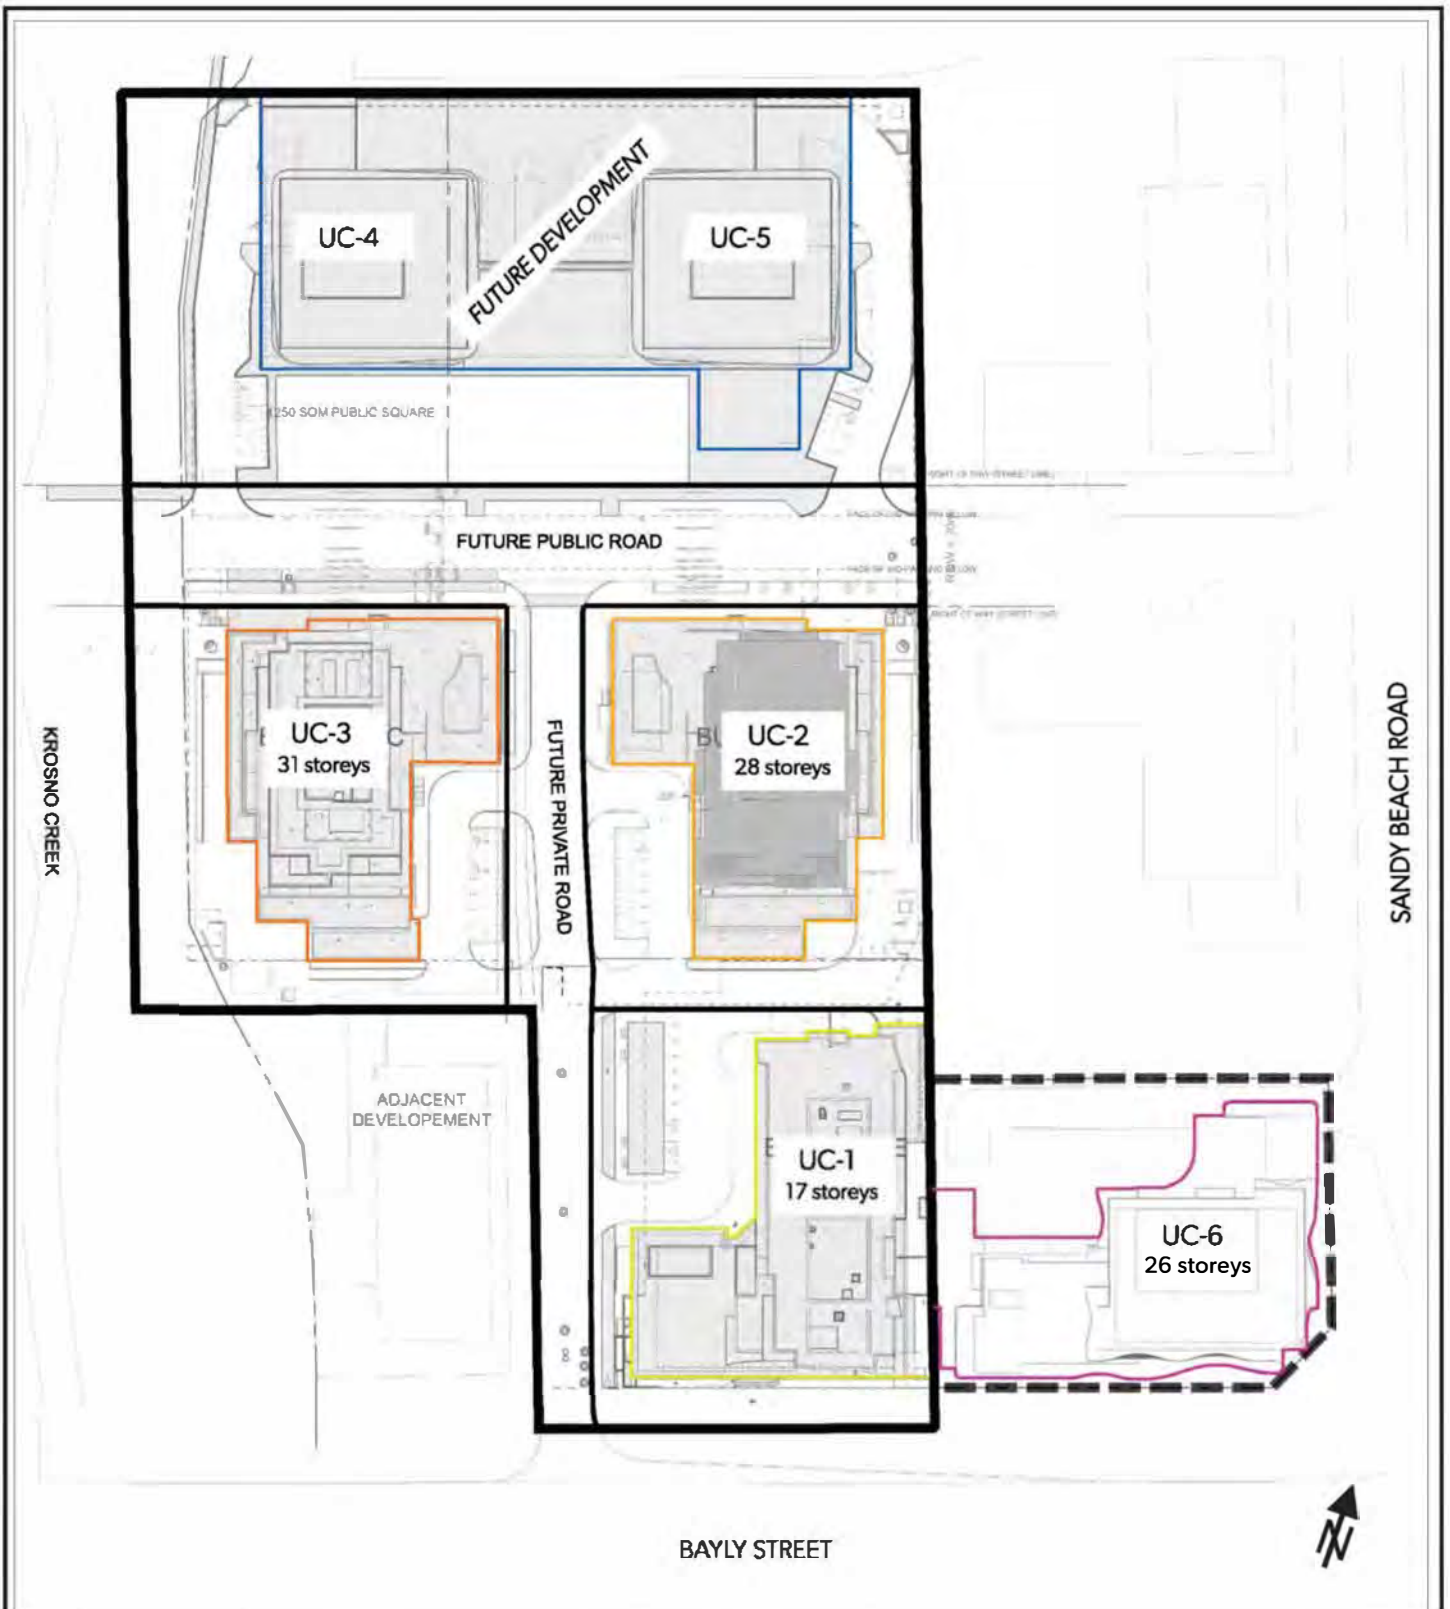 UC-4
UC-5
FUTURE DEVELOPMENT
250 SQM PUBLIC SQUARE
FUTURE PUBLIC ROAD
UC-3
31 storeys
C
FUTURE PRIVATE ROAD
UC-2
28 storeys
KROSNO CREEK
SANDY BEACH ROAD
ADJACENT
DEVELOPEMENT
UC-1
17 storeys
UC-6
26 storeys
BAYLY STREET
N